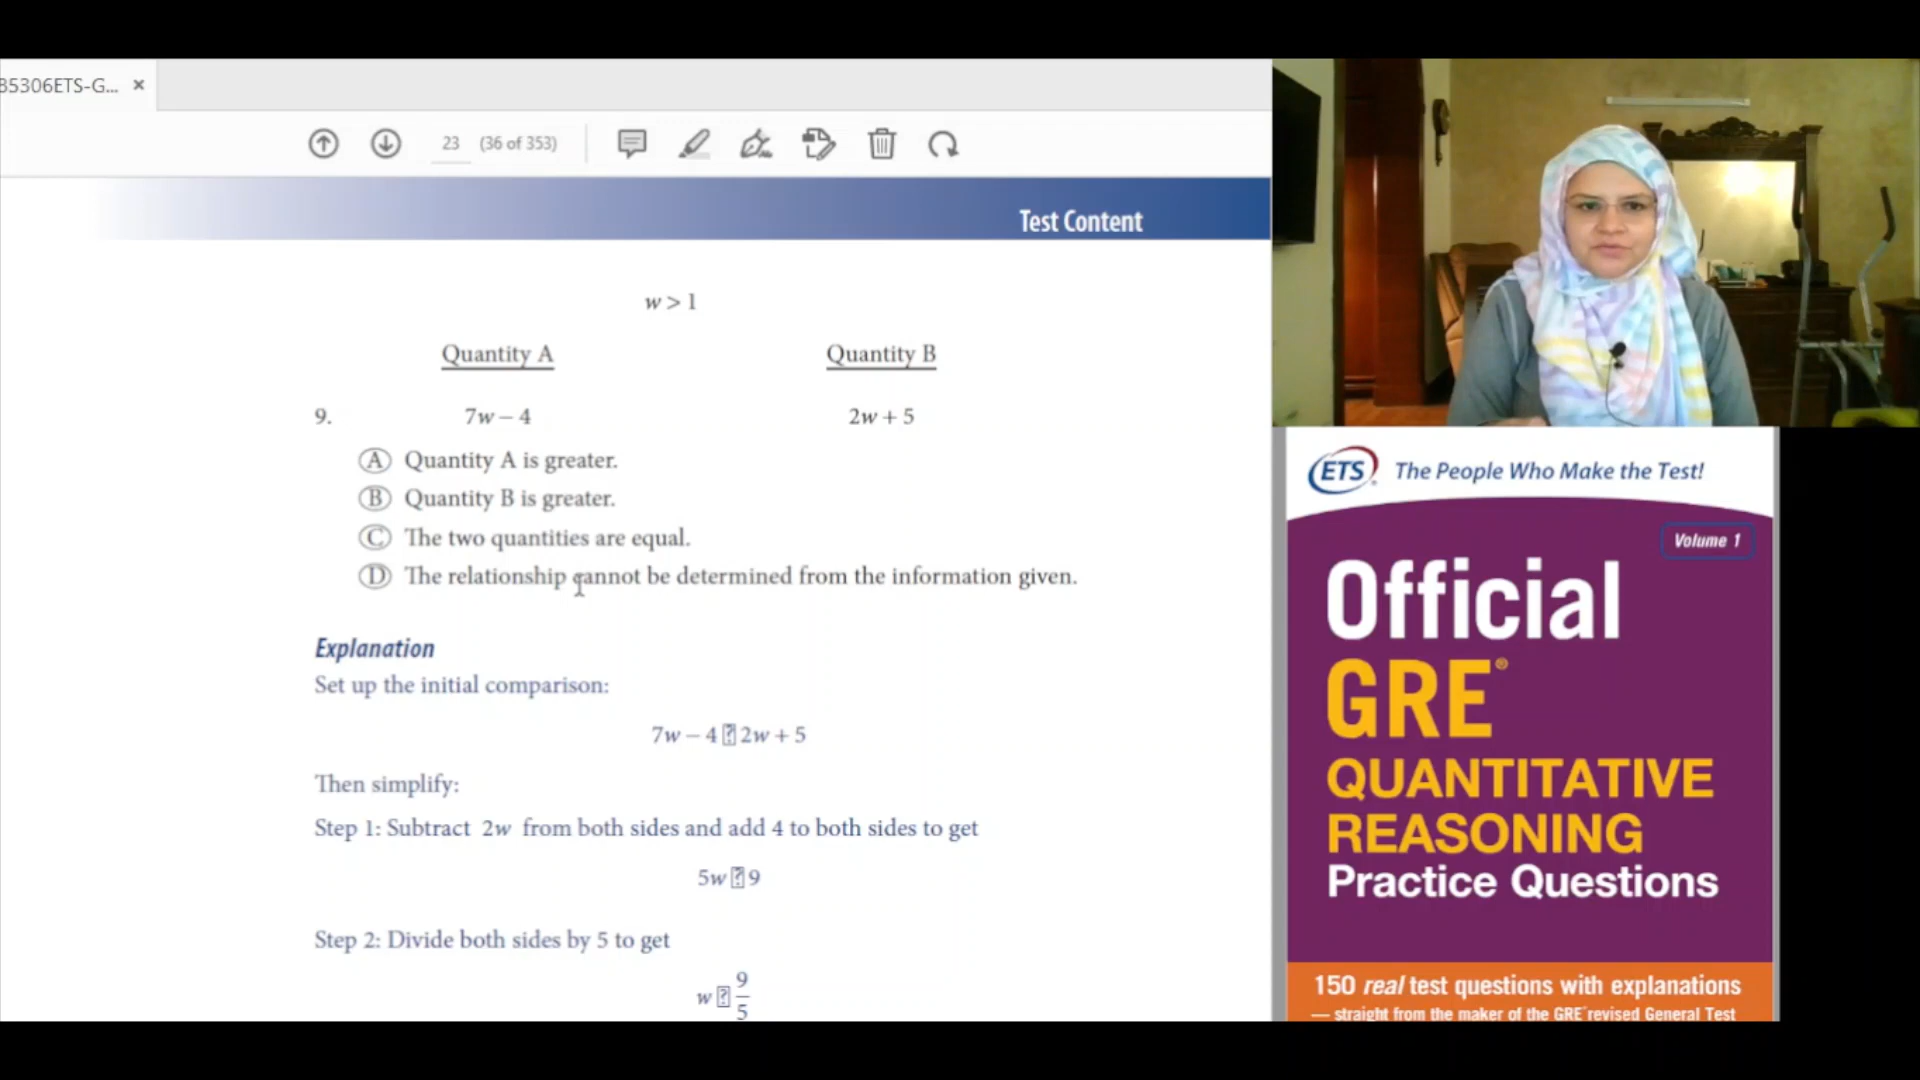 35306ETS-G...
23 (36 of 353)
Test Content
w > 1
Quantity A
Quantity B
9. 7w – 4 2w + 5
A Quantity A is greater.
B Quantity B is greater.
C The two quantities are equal.
D The relationship cannot be determined from the information given.
Explanation
Set up the initial comparison:
7w – 4 ? 2w + 5
Then simplify:
Step 1: Subtract 2w from both sides and add 4 to both sides to get
5w ? 9
Step 2: Divide both sides by 5 to get
w ? 9/5
ETS The People Who Make the Test!
Volume 1
Official
GRE®
QUANTITATIVE
REASONING
Practice Questions
150 real test questions with explanations
— straight from the maker of the GRE® revised General Test